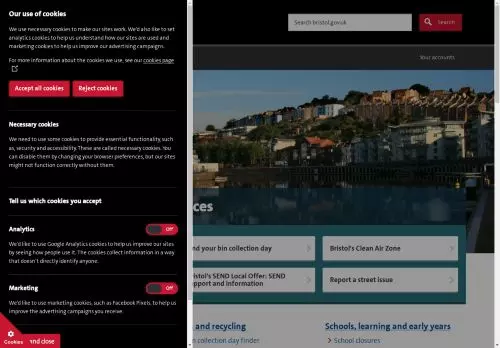 Our use of cookies
We use necessary cookies to make our sites work. We'd also like to set
analytics cookies to help us understand how our sites are used and
marketing cookies to help us improve our advertising campaigns.
For more information about the cookies we use, see our cookies page
Accept all cookies
Reject cookies
Necessary cookies
We need to use some cookies to provide essential functionality, such
as, security and accessibility. These are called necessary cookies. You
can disable them by changing your browser preferences, but our sites
might not function correctly without them.
Tell us which cookies you accept
Analytics
Off
We'd like to use Google Analytics cookies to help us improve our sites
by seeing how people use it. The cookies collect information in a way
that doesn't directly identify anyone.
Marketing
Off
We'd like to use marketing cookies, such as Facebook Pixels, to help us
improve the advertising campaigns you receive.
Cookies
nd close
Search bristol.gov.uk
Search
Your accounts
ces
nd your bin collection day
Bristol's Clean Air Zone
istol's SEND Local Offer: SEND
pport and information
Report a street issue
and recycling
Schools, learning and early years
collection day finder
School closures